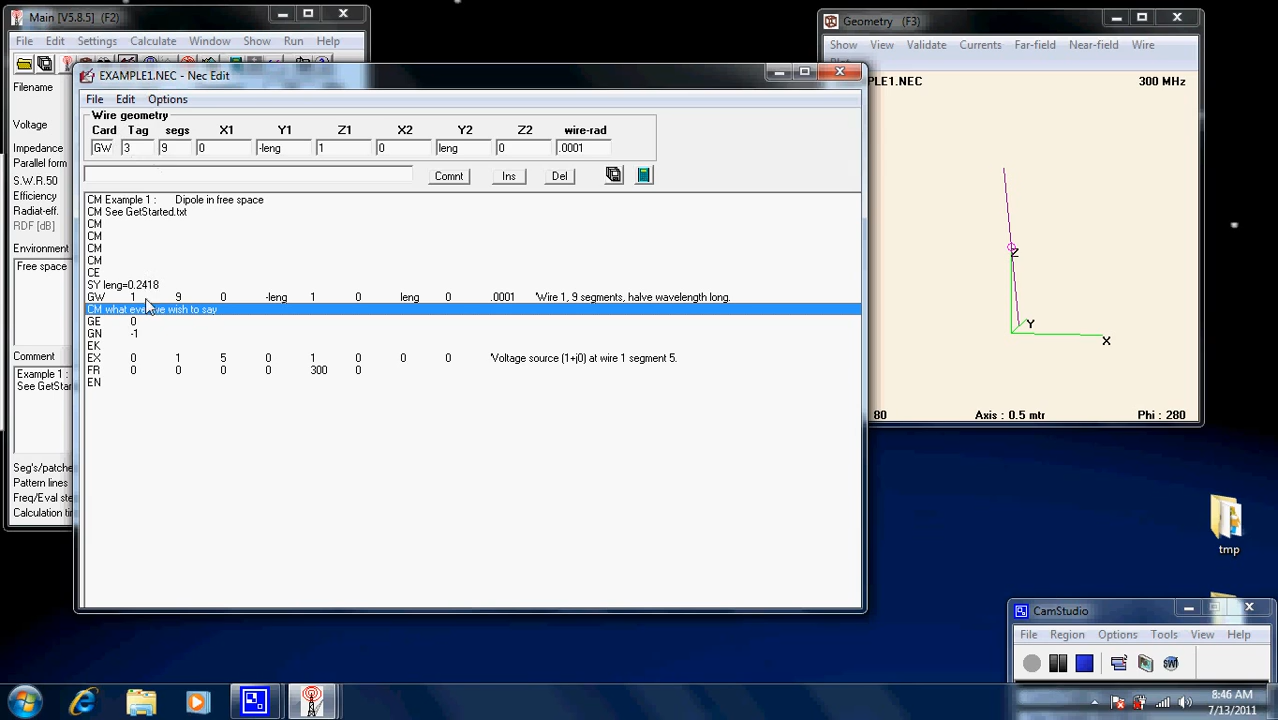 Main [V5.8.5] (F2)
File Edit Settings Calculate Window Show Run Help
Filename
Voltage
Impedance
Parallel form
S.W.R.50
Efficiency
Radiat-eff.
RDF [dB]
Environment
Free space
Comment
Example 1 :
See GetStarted
Seg's/patche
Pattern lines
Freq/Eval ste
Calculation ti
EXAMPLE1.NEC - Nec Edit
File Edit Options
Wire geometry
Card Tag segs X1 Y1 Z1 X2 Y2 Z2 wire-rad
GW 3 9 0 -leng 1 0 leng 0 .0001
Comnt Ins Del
CM Example 1 : Dipole in free space
CM See GetStarted.txt
CM
CM
CM
CM
CE
SY leng=0.2418
GW 1 9 0 -leng 1 0 leng 0 .0001 'Wire 1, 9 segments, halve wavelength long.
CM what ever we wish to say
GE 0
GN -1
EK
EX 0 1 5 0 1 0 0 0 'Voltage source (1+j0) at wire 1 segment 5.
FR 0 0 0 0 300 0
EN
Geometry (F3)
Show View Validate Currents Far-field Near-field Wire
PLE1.NEC 300 MHz
Z
Y
X
80 Axis : 0.5 mtr Phi : 280
tmp
CamStudio
File Region Options Tools View Help
SWF
8:46 AM
7/13/2011